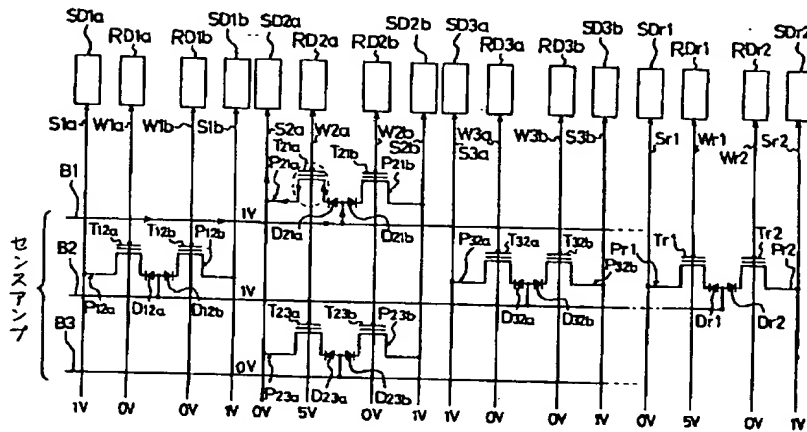 SD1a RD1a RD1b SD1b SD2a RD2a RD2b SD2b SD3a RD3a RD3b SD3b SDr1 RDr1 RDr2 SDr2
S1a W1a W1b S1b S2a W2a W2b S2b W3a S3a W3b S3b Sr1 Wr1 Wr2 Sr2
P21a T21a T21b P21b
B1 1V
D21a D21b
T12a T12b P12b P32a T32a T32b Pr1 Tr1 Tr2 Pr2
センスアンプ
B2 1V
P12a D12a D12b D32a D32b P32b Dr1 Dr2
T23a T23b P23b
B3 0V
P23a D23a D23b
1V 0V 0V 1V 0V 5V 0V 1V 1V 0V 0V 1V 0V 5V 0V 1V